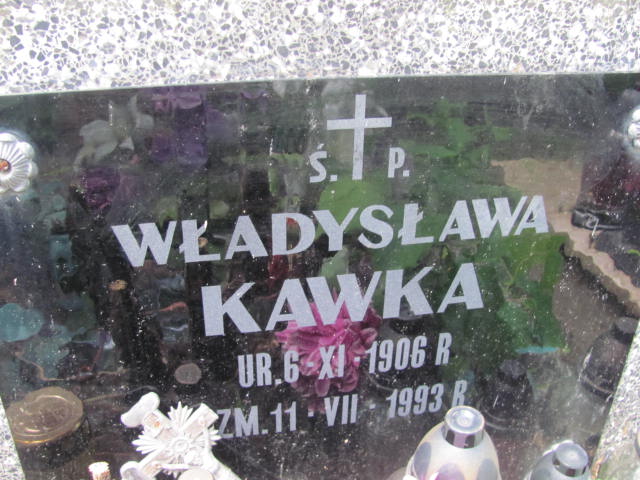 Ś. P.
WŁADYSŁAWA
KAWKA
UR. 6 · XI · 1906 R
ZM. 11 · VII · 1993 R